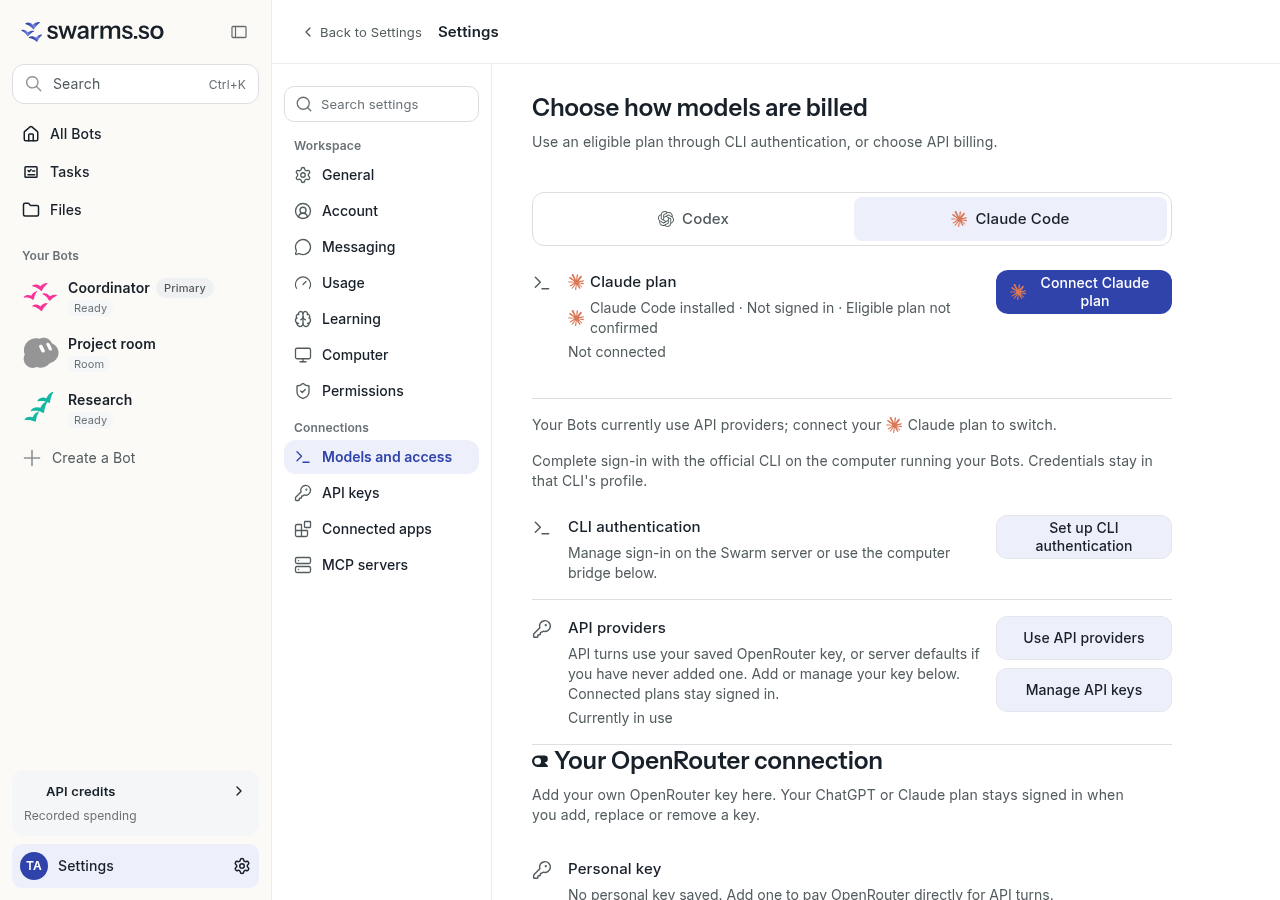 swarms.so
Search
Ctrl+K
All Bots
Tasks
Files
Your Bots
Coordinator
Primary
Ready
Project room
Room
Research
Ready
Create a Bot
API credits
Recorded spending
TA
Settings
Back to Settings
Settings
Search settings
Workspace
General
Account
Messaging
Usage
Learning
Computer
Permissions
Connections
Models and access
API keys
Connected apps
MCP servers
Choose how models are billed
Use an eligible plan through CLI authentication, or choose API billing.
Codex
Claude Code
Claude plan
Claude Code installed · Not signed in · Eligible plan not
confirmed
Not connected
Connect Claude
plan
Your Bots currently use API providers; connect your Claude plan to switch.
Complete sign-in with the official CLI on the computer running your Bots. Credentials stay in
that CLI's profile.
CLI authentication
Manage sign-in on the Swarm server or use the computer
bridge below.
Set up CLI
authentication
API providers
API turns use your saved OpenRouter key, or server defaults if
you have never added one. Add or manage your key below.
Connected plans stay signed in.
Currently in use
Use API providers
Manage API keys
Your OpenRouter connection
Add your own OpenRouter key here. Your ChatGPT or Claude plan stays signed in when
you add, replace or remove a key.
Personal key
No personal key saved. Add one to pay OpenRouter directly for API turns.